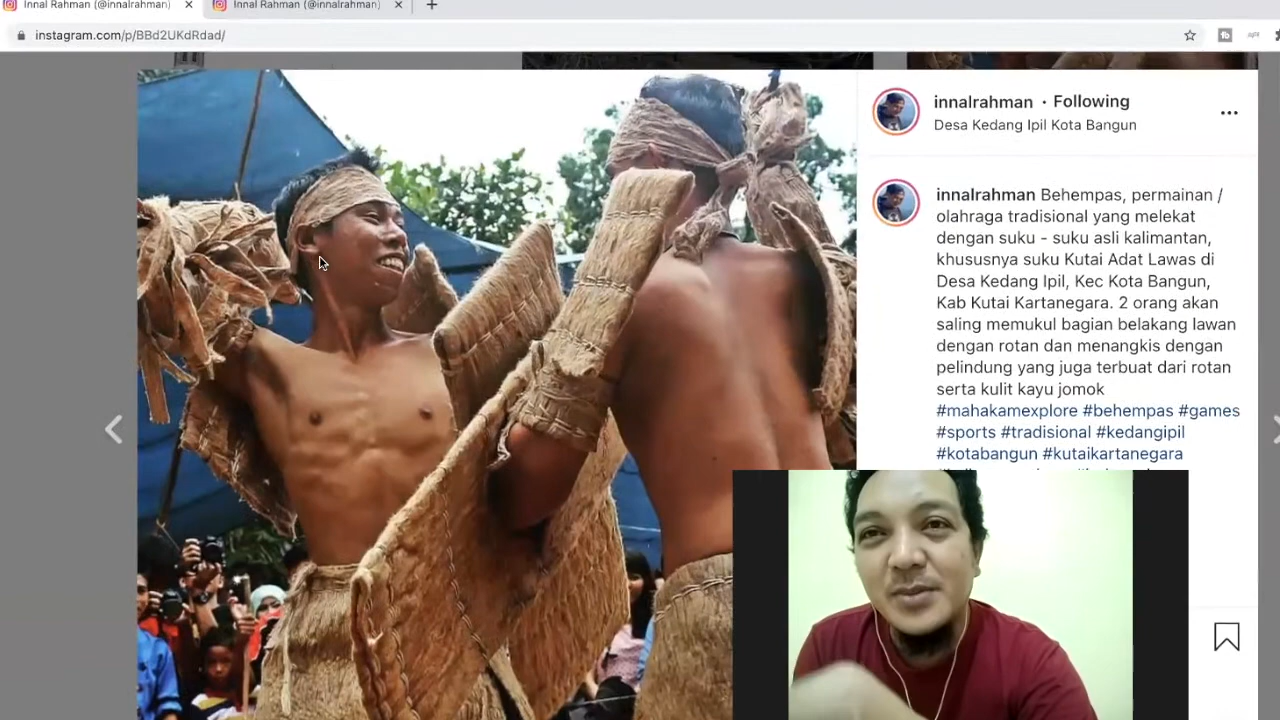 Innal Rahman (@innalrahman)
Innal Rahman (@innalrahman)
instagram.com/p/BBd2UKdRdad/
innalrahman • Following
Desa Kedang Ipil Kota Bangun
innalrahman Behempas, permainan /
olahraga tradisional yang melekat
dengan suku - suku asli kalimantan,
khususnya suku Kutai Adat Lawas di
Desa Kedang Ipil, Kec Kota Bangun,
Kab Kutai Kartanegara. 2 orang akan
saling memukul bagian belakang lawan
dengan rotan dan menangkis dengan
pelindung yang juga terbuat dari rotan
serta kulit kayu jomok
#mahakamexplore #behempas #games
#sports #tradisional #kedangipil
#kotabangun #kutaikartanegara